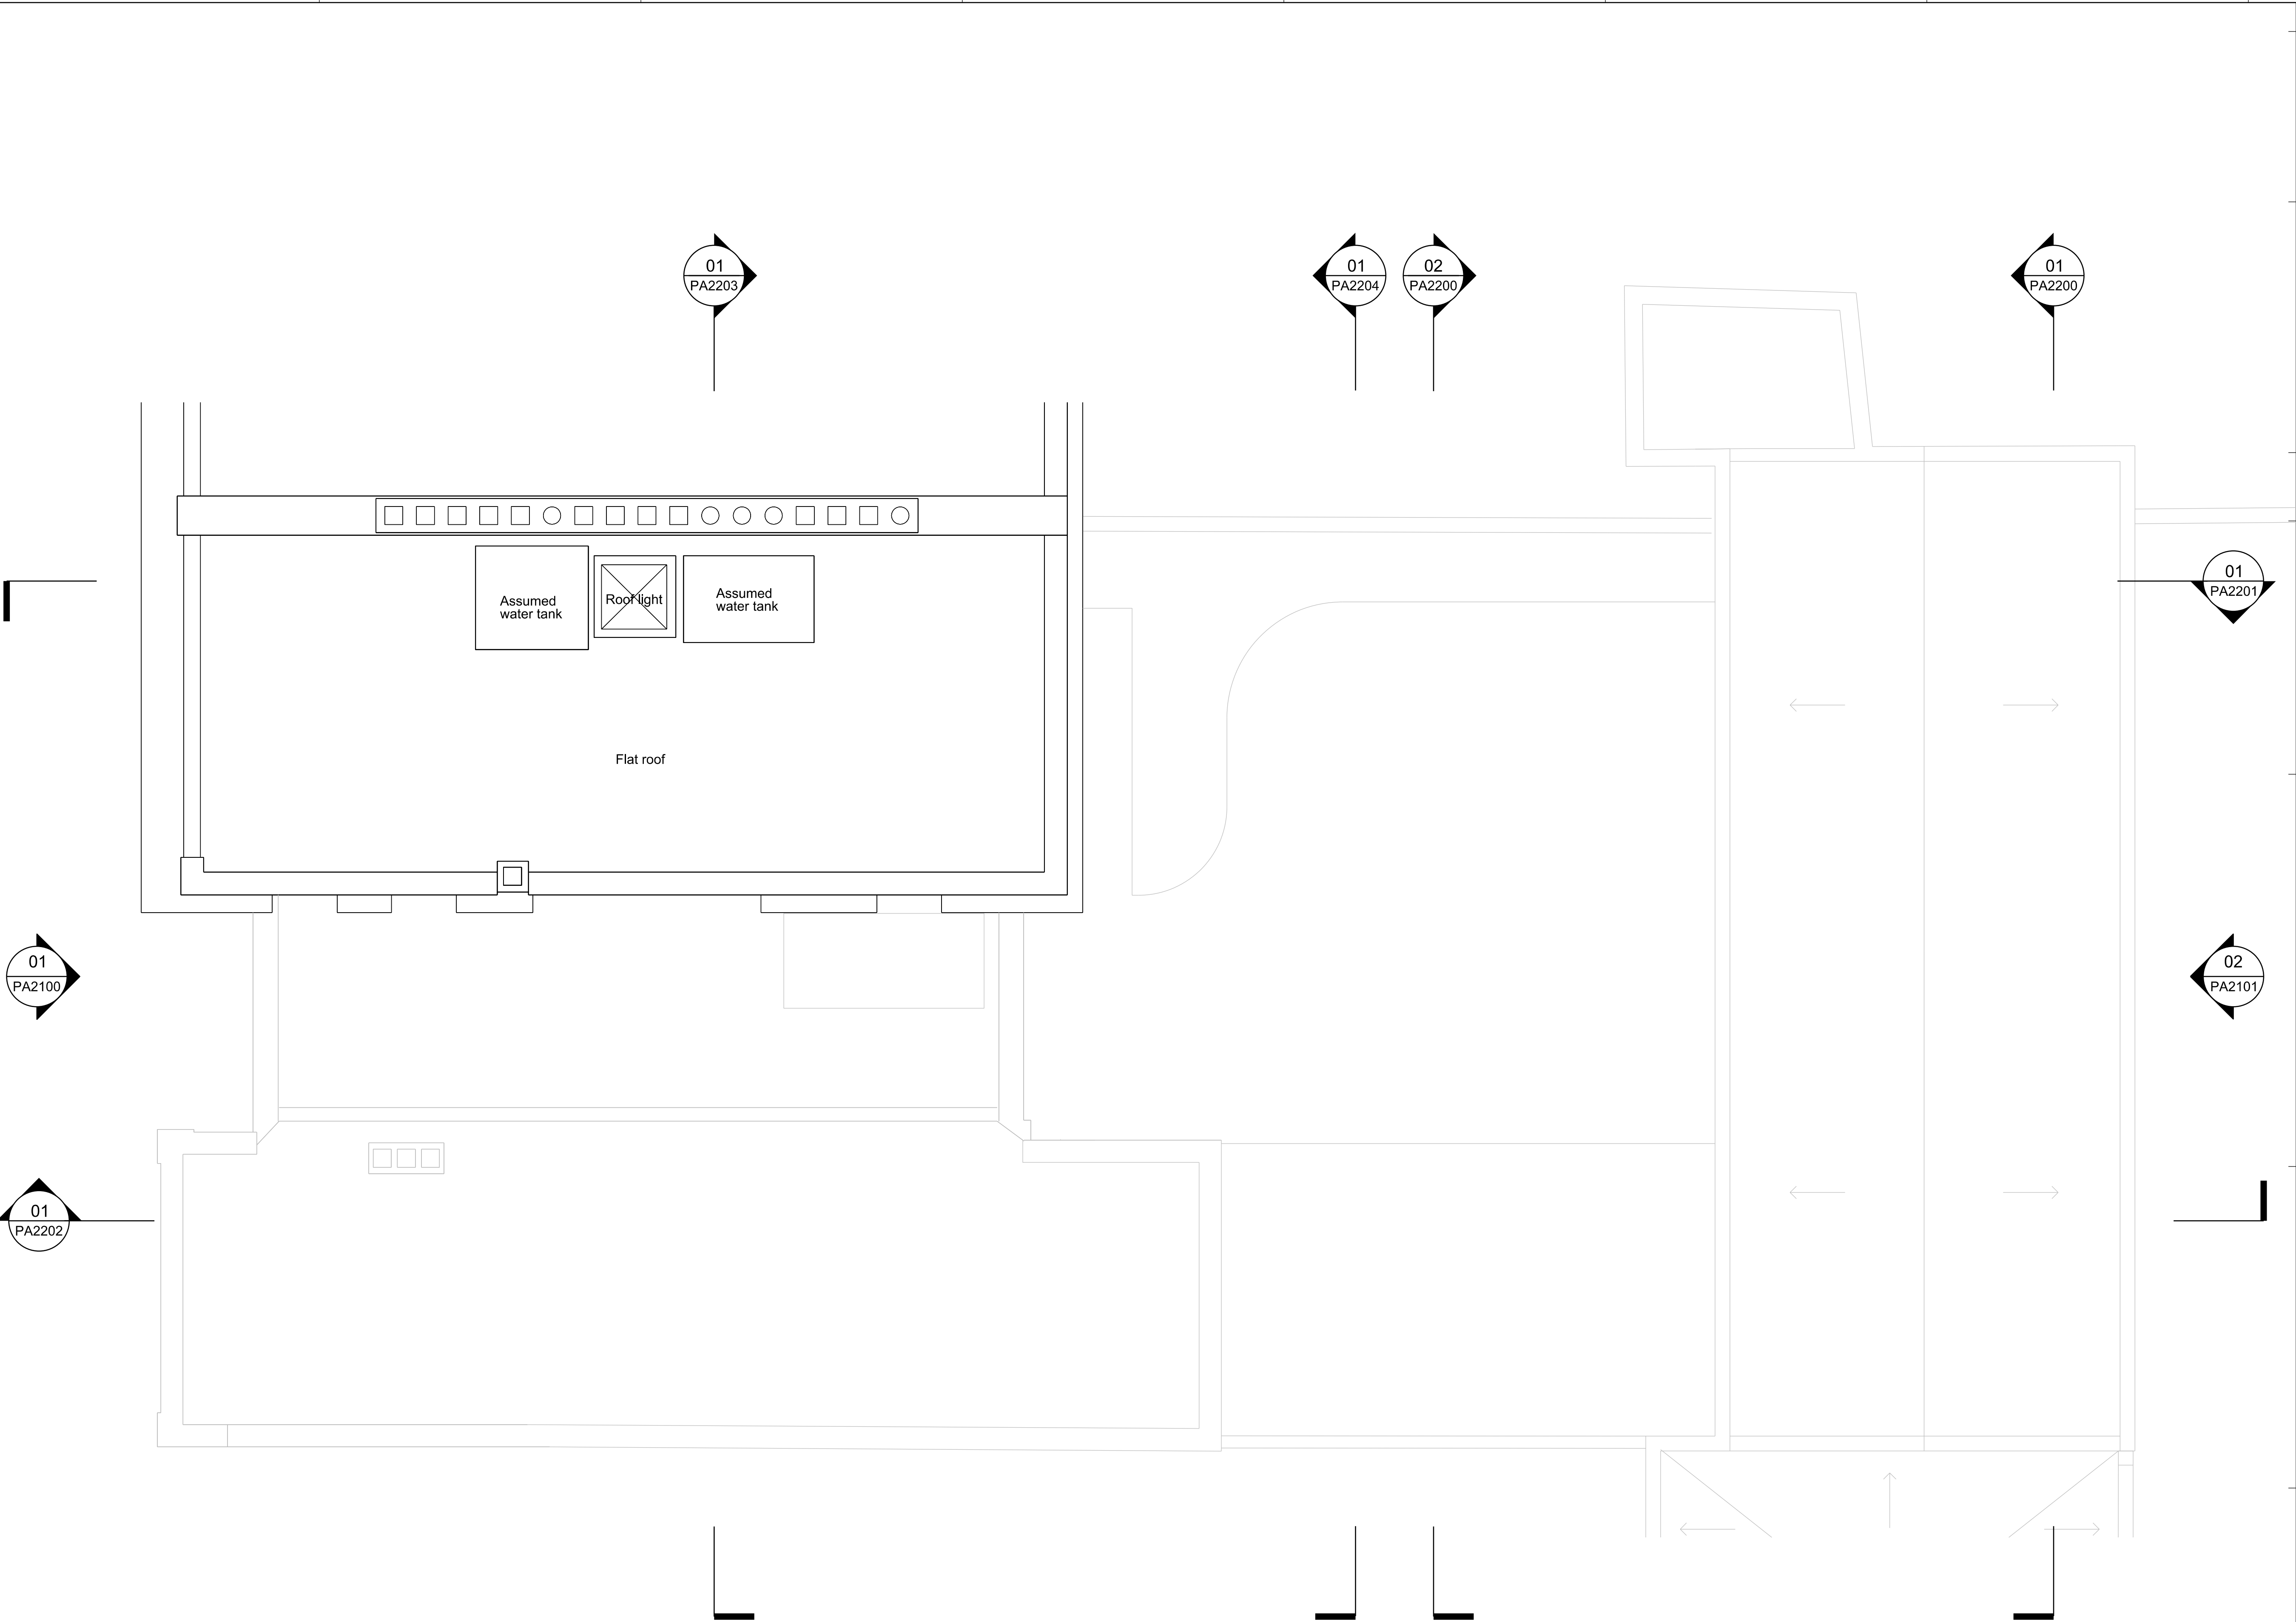 01
PA2203
01
PA2204
02
PA2200
01
PA2200
Assumed
water tank
Roof light
Assumed
water tank
01
PA2201
Flat roof
01
PA2100
02
PA2101
01
PA2202